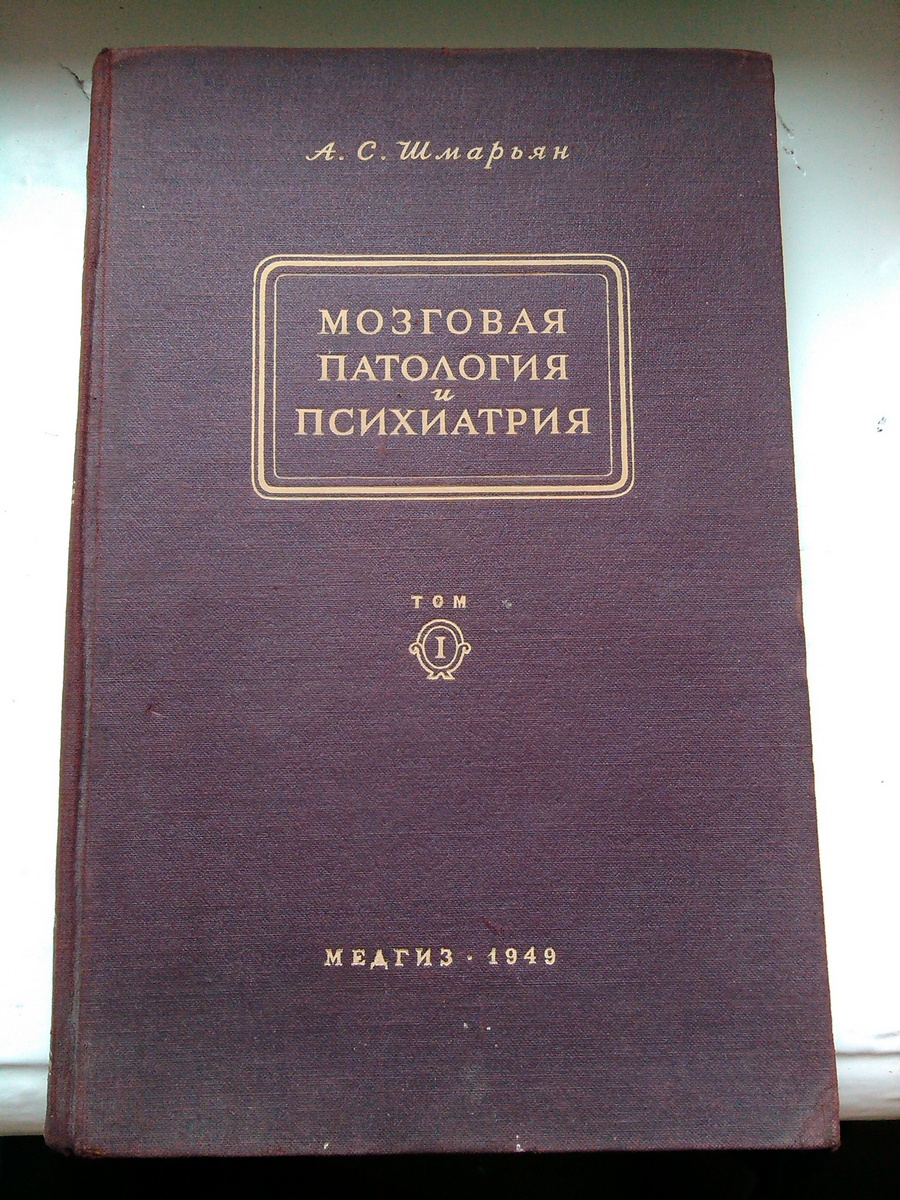 А. С. Шмарьян
МОЗГОВАЯ
ПАТОЛОГИЯ
и
ПСИХИАТРИЯ
ТОМ
I
МЕДГИЗ · 1949